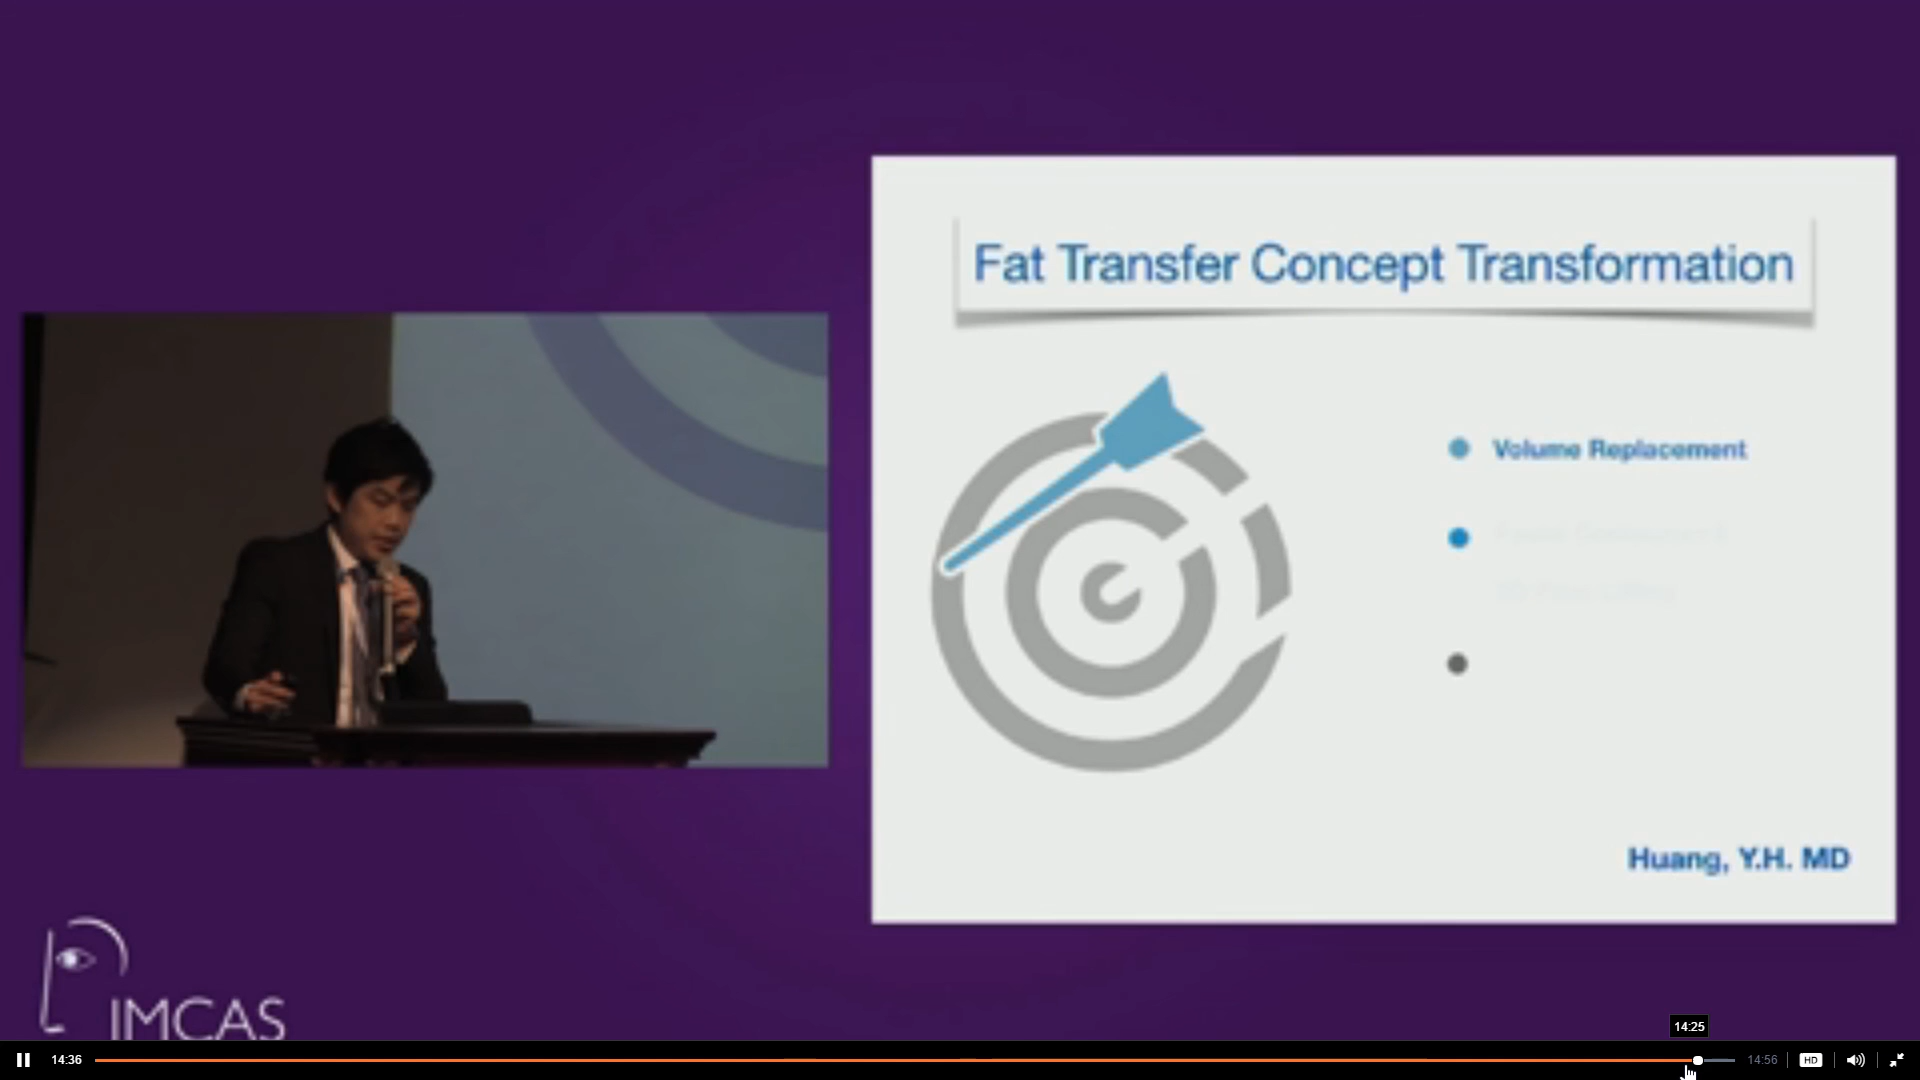 Fat Transfer Concept Transformation
Volume Replacement
Huang, Y.H. MD
IMCAS
14:25
14:36
14:56
HD